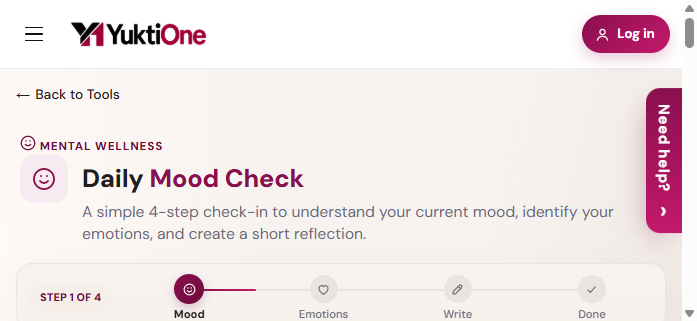 YuktiOne
Log in
← Back to Tools
Need help? ›
MENTAL WELLNESS
Daily Mood Check
A simple 4-step check-in to understand your current mood, identify your
emotions, and create a short reflection.
STEP 1 OF 4
Mood
Emotions
Write
Done